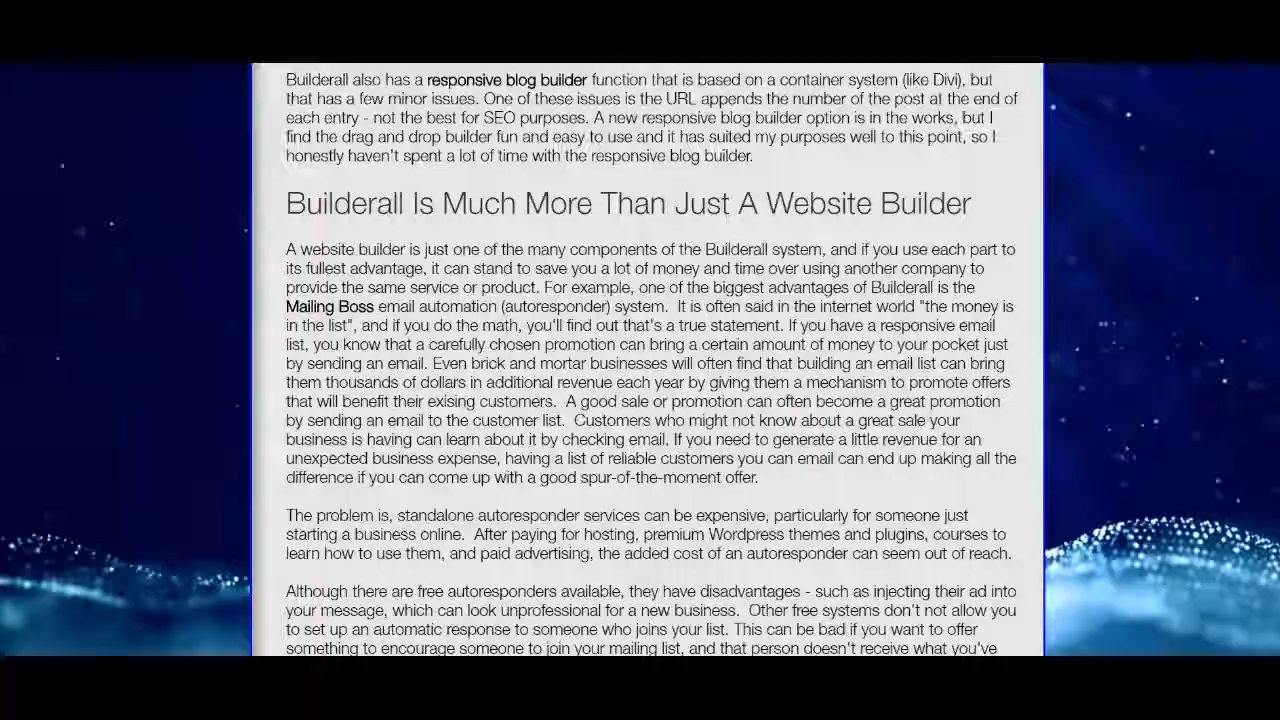 Builderall also has a responsive blog builder function that is based on a container system (like Divi), but
that has a few minor issues. One of these issues is the URL appends the number of the post at the end of
each entry - not the best for SEO purposes. A new responsive blog builder option is in the works, but I
find the drag and drop builder fun and easy to use and it has suited my purposes well to this point, so I
honestly haven't spent a lot of time with the responsive blog builder.
Builderall Is Much More Than Just A Website Builder
A website builder is just one of the many components of the Builderall system, and if you use each part to
its fullest advantage, it can stand to save you a lot of money and time over using another company to
provide the same service or product. For example, one of the biggest advantages of Builderall is the
Mailing Boss email automation (autoresponder) system.  It is often said in the internet world "the money is
in the list", and if you do the math, you'll find out that's a true statement. If you have a responsive email
list, you know that a carefully chosen promotion can bring a certain amount of money to your pocket just
by sending an email. Even brick and mortar businesses will often find that building an email list can bring
them thousands of dollars in additional revenue each year by giving them a mechanism to promote offers
that will benefit their exising customers.  A good sale or promotion can often become a great promotion
by sending an email to the customer list.  Customers who might not know about a great sale your
business is having can learn about it by checking email. If you need to generate a little revenue for an
unexpected business expense, having a list of reliable customers you can email can end up making all the
difference if you can come up with a good spur-of-the-moment offer.
The problem is, standalone autoresponder services can be expensive, particularly for someone just
starting a business online.  After paying for hosting, premium Wordpress themes and plugins, courses to
learn how to use them, and paid advertising, the added cost of an autoresponder can seem out of reach.
Although there are free autoresponders available, they have disadvantages - such as injecting their ad into
your message, which can look unprofessional for a new business.  Other free systems don't not allow you
to set up an automatic response to someone who joins your list. This can be bad if you want to offer
something to encourage someone to join your mailing list, and that person doesn't receive what you've